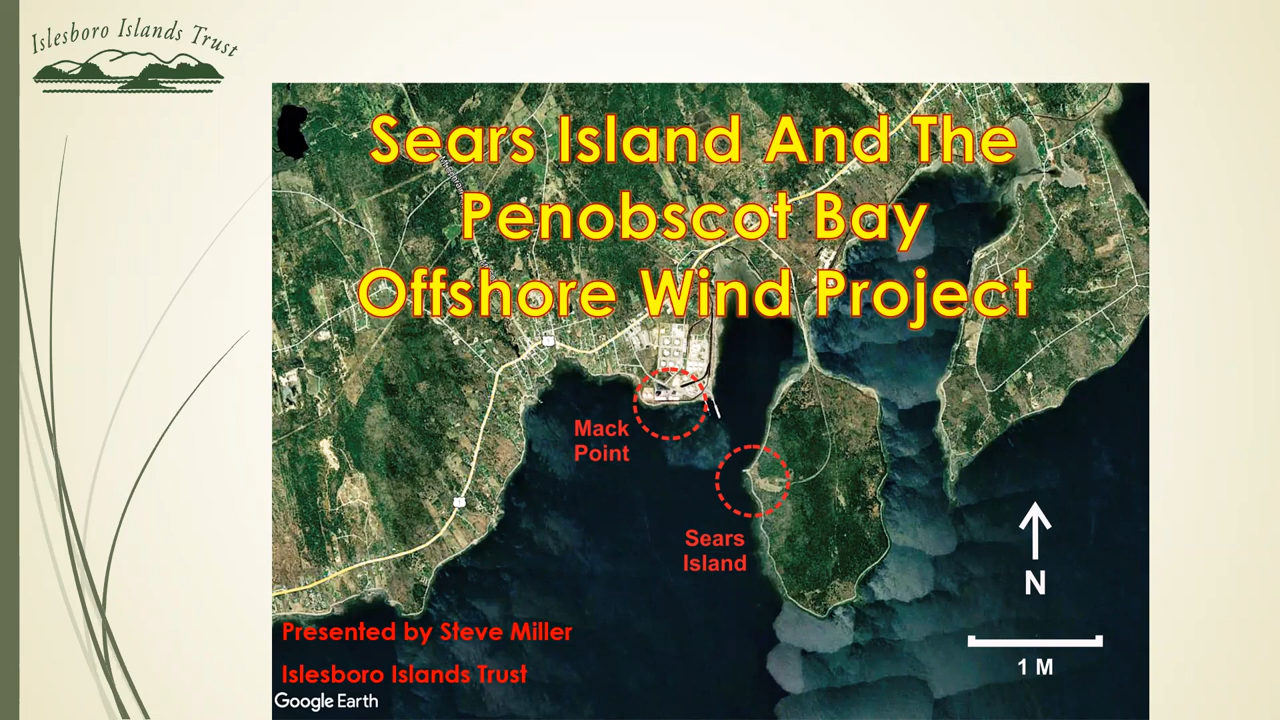 Islesboro Islands Trust
Sears Island And The
Penobscot Bay
Offshore Wind Project
Mack
Point
Sears
Island
N
1 M
Presented by Steve Miller
Islesboro Islands Trust
Google Earth